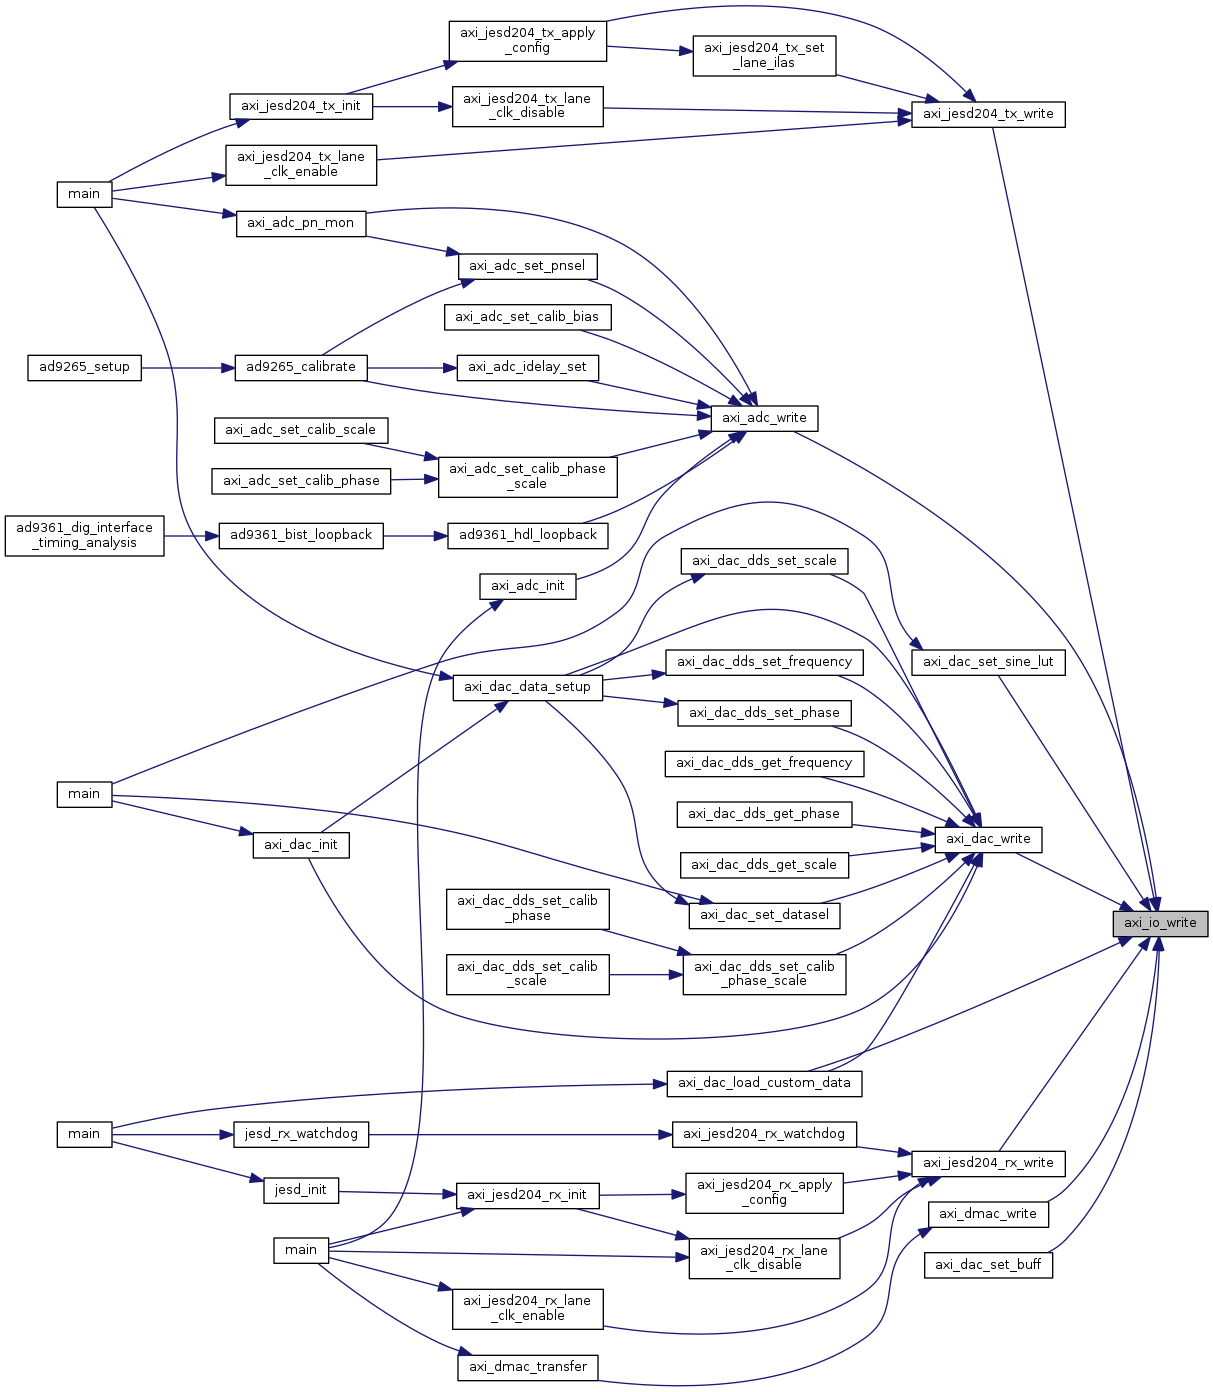 axi_jesd204_tx_apply
_config
axi_jesd204_tx_set
_lane_ilas
axi_jesd204_tx_init
axi_jesd204_tx_lane
_clk_disable
axi_jesd204_tx_write
axi_jesd204_tx_lane
_clk_enable
main
axi_adc_pn_mon
axi_adc_set_pnsel
axi_adc_set_calib_bias
ad9265_setup
ad9265_calibrate
axi_adc_idelay_set
axi_adc_write
axi_adc_set_calib_scale
axi_adc_set_calib_phase
_scale
axi_adc_set_calib_phase
ad9361_dig_interface
_timing_analysis
ad9361_bist_loopback
ad9361_hdl_loopback
axi_dac_dds_set_scale
axi_adc_init
axi_dac_dds_set_frequency
axi_dac_set_sine_lut
axi_dac_data_setup
axi_dac_dds_set_phase
axi_dac_dds_get_frequency
main
axi_dac_dds_get_phase
axi_dac_init
axi_dac_write
axi_dac_dds_get_scale
axi_dac_dds_set_calib
_phase
axi_dac_set_datasel
axi_io_write
axi_dac_dds_set_calib
_scale
axi_dac_dds_set_calib
_phase_scale
axi_dac_load_custom_data
main
jesd_rx_watchdog
axi_jesd204_rx_watchdog
axi_jesd204_rx_write
jesd_init
axi_jesd204_rx_init
axi_jesd204_rx_apply
_config
axi_dmac_write
main
axi_jesd204_rx_lane
_clk_disable
axi_dac_set_buff
axi_jesd204_rx_lane
_clk_enable
axi_dmac_transfer